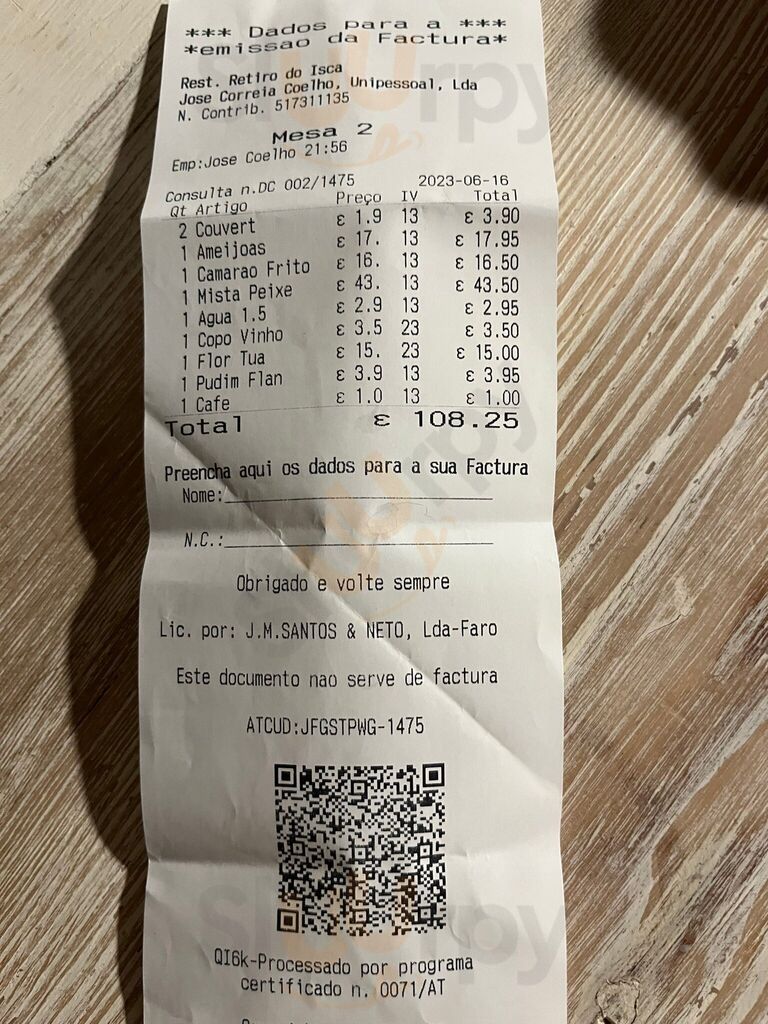 *** Dados para a ***
*emissao da Factura*
Rest. Retiro do Isca
Jose Correia Coelho, Unipessoal, Lda
N. Contrib. 517311135
Mesa 2
Emp:Jose Coelho 21:56
Consulta n.DC 002/1475 2023-06-16
Qt Artigo Preço IV Total
2 Couvert ε 1.9 13 ε 3.90
1 Ameijoas ε 17. 13 ε 17.95
1 Camarao Frito ε 16. 13 ε 16.50
1 Mista Peixe ε 43. 13 ε 43.50
1 Agua 1.5 ε 2.9 13 ε 2.95
1 Copo Vinho ε 3.5 23 ε 3.50
1 Flor Tua ε 15. 23 ε 15.00
1 Pudim Flan ε 3.9 13 ε 3.95
1 Cafe ε 1.0 13 ε 1.00
Total ε 108.25
Preencha aqui os dados para a sua Factura
Nome:
N.C.:
Obrigado e volte sempre
Lic. por: J.M.SANTOS & NETO, Lda-Faro
Este documento nao serve de factura
ATCUD:JFGSTPWG-1475
QI6k-Processado por programa
certificado n. 0071/AT